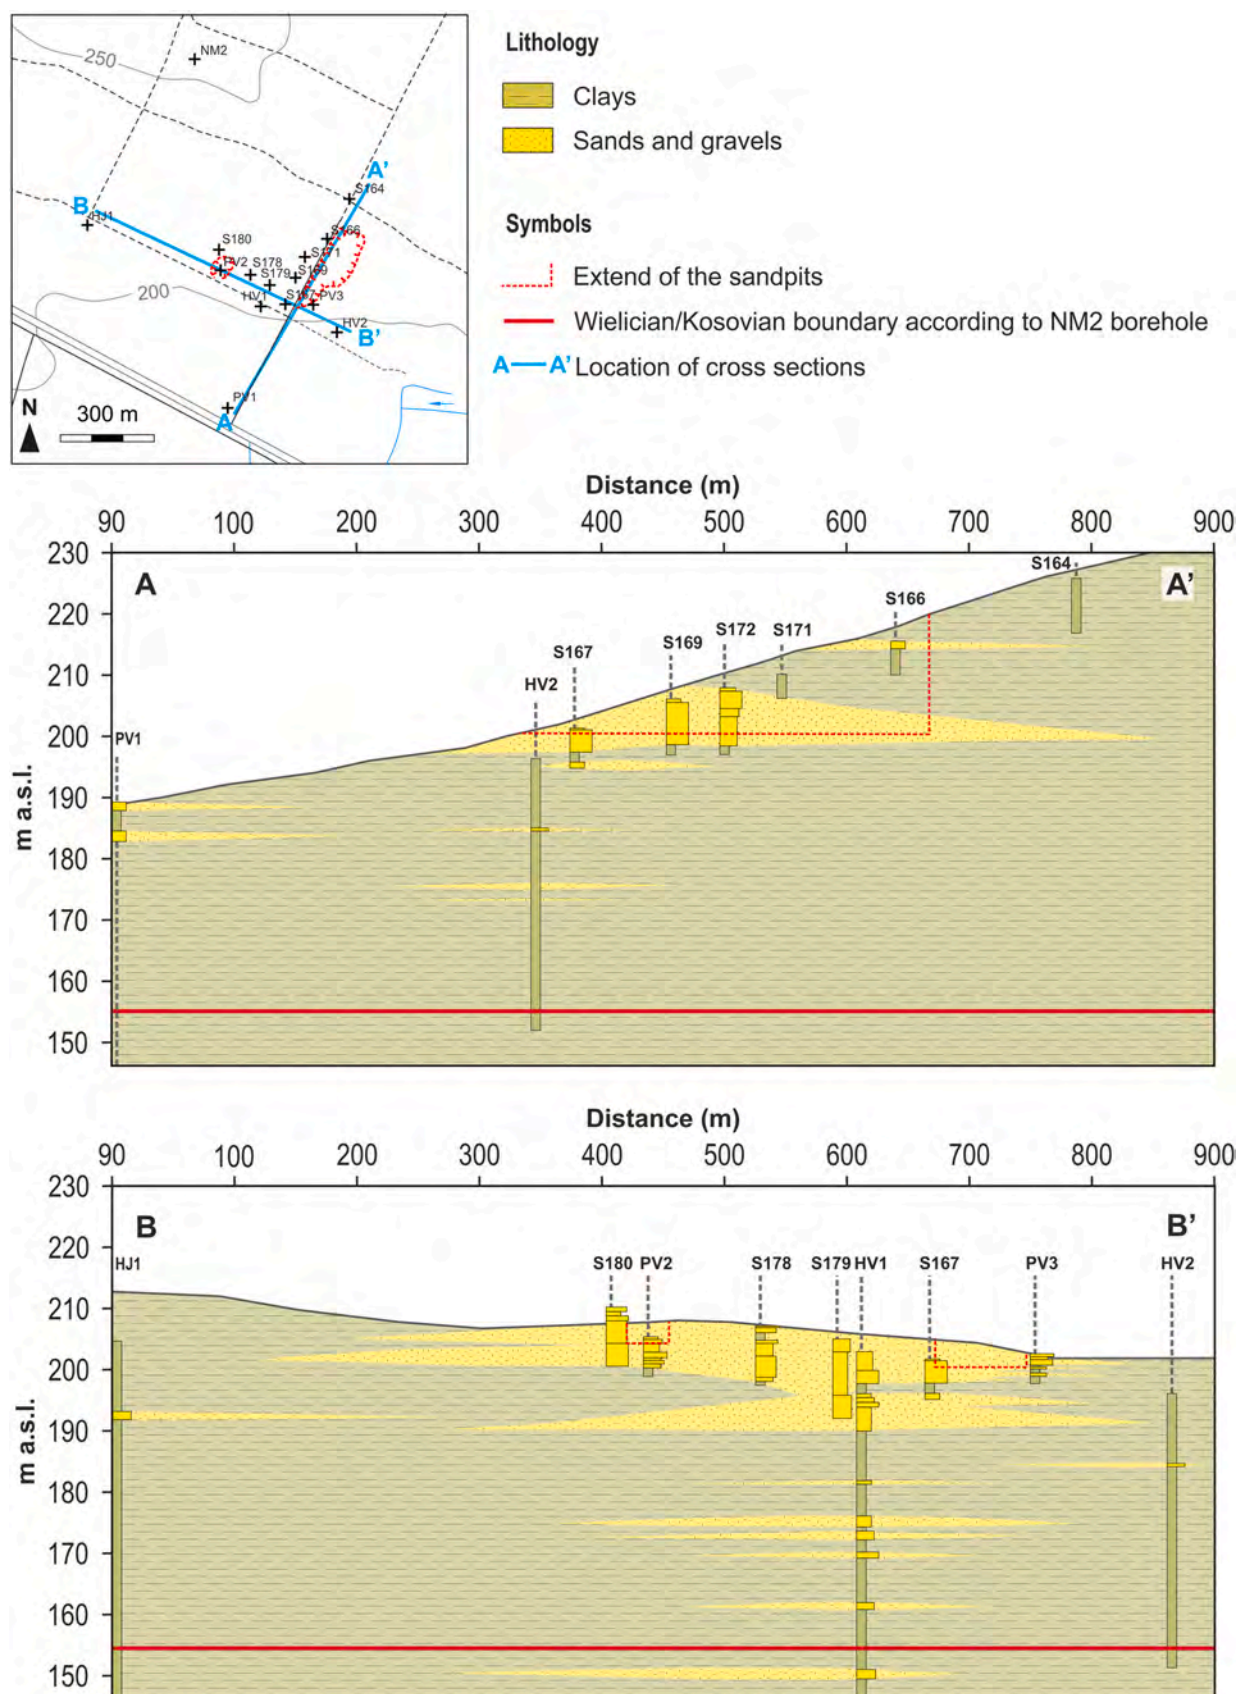 250
NM2
A'
S164
B
HJ1
S180
S166
HV2
S178
S171
S179
S169
HV1
S167
PV3
200
HV2
B'
PV1
A
N
300 m
Lithology
Clays
Sands and gravels
Symbols
Extend of the sandpits
Wielician/Kosovian boundary according to NM2 borehole
A A' Location of cross sections
Distance (m)
90 100 200 300 400 500 600 700 800 900
230
220
210
200
190
180
170
160
150
m a.s.l.
A
A'
S164
S166
S172
S171
S169
S167
HV2
PV1
Distance (m)
90 100 200 300 400 500 600 700 800 900
230
220
210
200
190
180
170
160
150
m a.s.l.
B
B'
HJ1 S180 PV2 S178 S179 HV1 S167 PV3 HV2